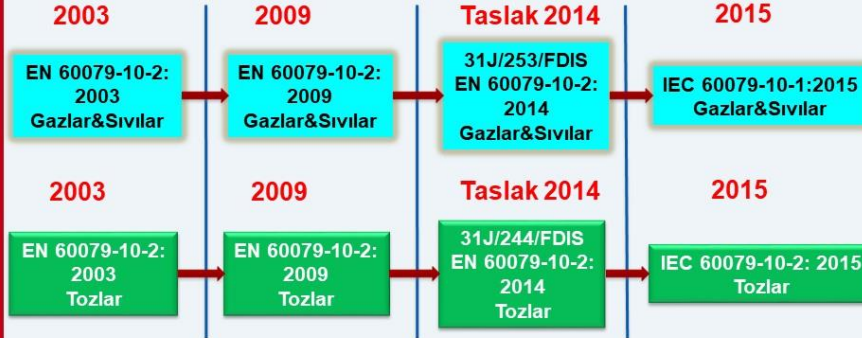 2003
2009
Taslak 2014
2015
EN 60079-10-2:
2003
Gazlar&Sıvılar
EN 60079-10-2:
2009
Gazlar&Sıvılar
31J/253/FDIS
EN 60079-10-2:
2014
Gazlar&Sıvılar
IEC 60079-10-1:2015
Gazlar&Sıvılar
2003
2009
Taslak 2014
2015
EN 60079-10-2:
2003
Tozlar
EN 60079-10-2:
2009
Tozlar
31J/244/FDIS
EN 60079-10-2:
2014
Tozlar
IEC 60079-10-2: 2015
Tozlar